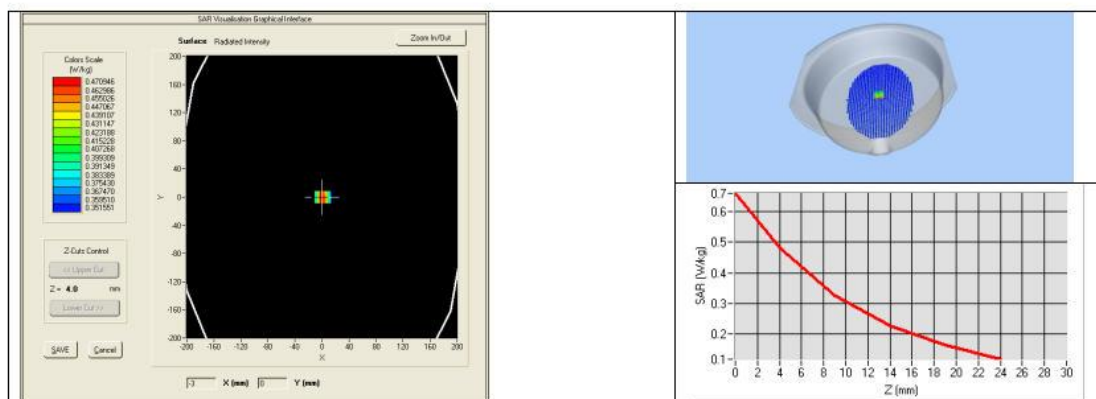 SAR Visualisation Graphical Interface
Surface Radiated Intensity
Zoom In/Out
Colors Scale
(W/kg)
0.470946
0.462986
0.455026
0.447067
0.439107
0.431147
0.423188
0.415228
0.407268
0.399309
0.391349
0.383389
0.375430
0.367470
0.359510
0.351551
Z-Cuts Control
<< Upper Cut
Z = 4.0 mm
Lower Cut >>
SAVE Cancel
200
160
120
80
40
0
-40
-80
-120
-160
-200
Y
-200 -160 -120 -80 -40 0 40 80 120 160 200
X
-3 X (mm) 0 Y (mm)
0.7
0.6
0.5
0.4
0.3
0.2
0.1
SAR (W/kg)
0 2 4 6 8 10 12 14 16 18 20 22 24 26 28 30
Z (mm)